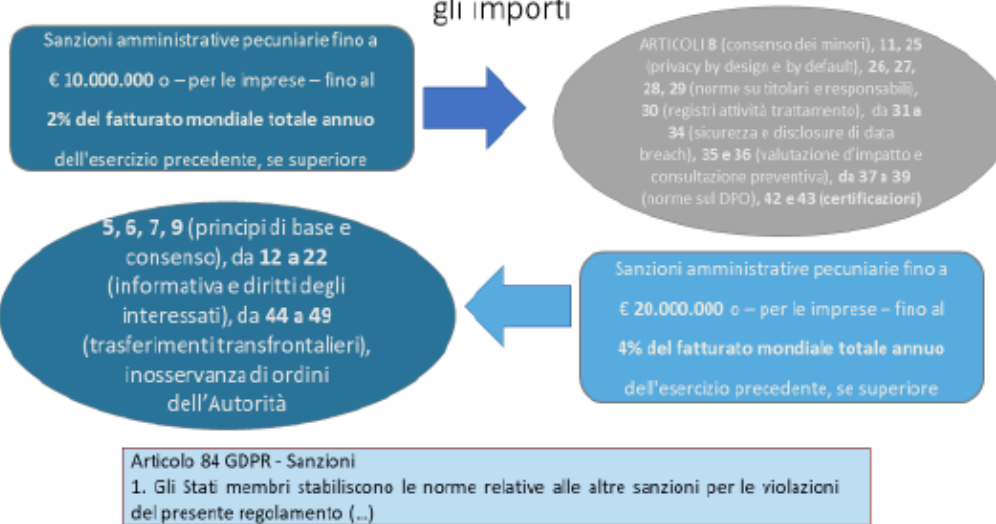 gli importi
Sanzioni amministrative pecuniarie fino a
€ 10.000.000 o – per le imprese – fino al
2% del fatturato mondiale totale annuo
dell'esercizio precedente, se superiore
ARTICOLI 8 (consenso dei minori), 11, 25
(privacy by design e by default), 26, 27,
28, 29 (norme su titolari e responsabili),
30 (registri attività trattamento), da 31 a
34 (sicurezza e disclosure di data
breach), 35 e 36 (valutazione d'impatto e
consultazione preventiva), da 37 a 39
(norme sul DPO), 42 e 43 (certificazioni)
5, 6, 7, 9 (principi di base e
consenso), da 12 a 22
(informativa e diritti degli
interessati), da 44 a 49
(trasferimenti transfrontalieri),
inosservanza di ordini
dell'Autorità
Sanzioni amministrative pecuniarie fino a
€ 20.000.000 o – per le imprese – fino al
4% del fatturato mondiale totale annuo
dell'esercizio precedente, se superiore
Articolo 84 GDPR - Sanzioni
1. Gli Stati membri stabiliscono le norme relative alle altre sanzioni per le violazioni
del presente regolamento (…)